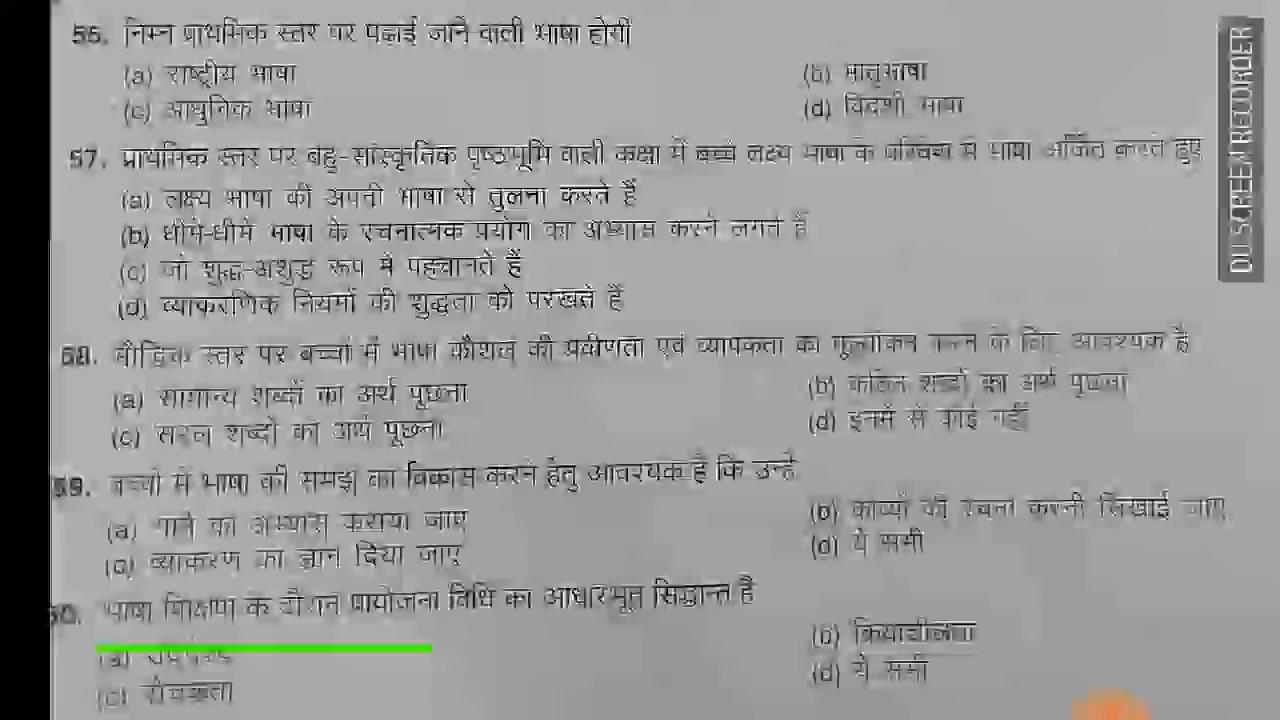 56. निम्न प्राथमिक स्तर पर पढ़ाई जाने वाली भाषा होगी
(a) राष्ट्रीय भाषा (b) मातृभाषा
(c) आधुनिक भाषा (d) विदेशी भाषा
57. प्राथमिक स्तर पर बहु-सांस्कृतिक पृष्ठभूमि वाली कक्षा में बच्चे लक्ष्य भाषा के परिवेश में भाषा अर्जित करते हुए
(a) लक्ष्य भाषा की अपनी भाषा से तुलना करते हैं
(b) धीमे-धीमे भाषा के रचनात्मक प्रयोग का अभ्यास करने लगते हैं
(c) जो शुद्ध-अशुद्ध रूप में पहचानते हैं
(d) व्याकरणिक नियमों की शुद्धता को परखते हैं
58. बौद्धिक स्तर पर बच्चों में भाषा कौशल की प्रवीणता एवं व्यापकता का मूल्यांकन करने के लिए आवश्यक है
(a) सामान्य शब्दों का अर्थ पूछना (b) कठिन शब्दों का अर्थ पूछना
(c) सरल शब्दों का अर्थ पूछना (d) इनमें से कोई नहीं
59. बच्चों में भाषा की समझ का विकास करने हेतु आवश्यक है कि उन्हें
(a) गाने का अभ्यास कराया जाए (b) काव्यों की रचना करनी सिखाई जाए
(c) व्याकरण का ज्ञान दिया जाए (d) ये सभी
60. भाषा शिक्षण के दौरान प्रायोजना विधि का आधारभूत सिद्धान्त है
(a) (b) क्रियाशीलता
(c) रोचकता (d) ये सभी
DU SCREEN RECORDER